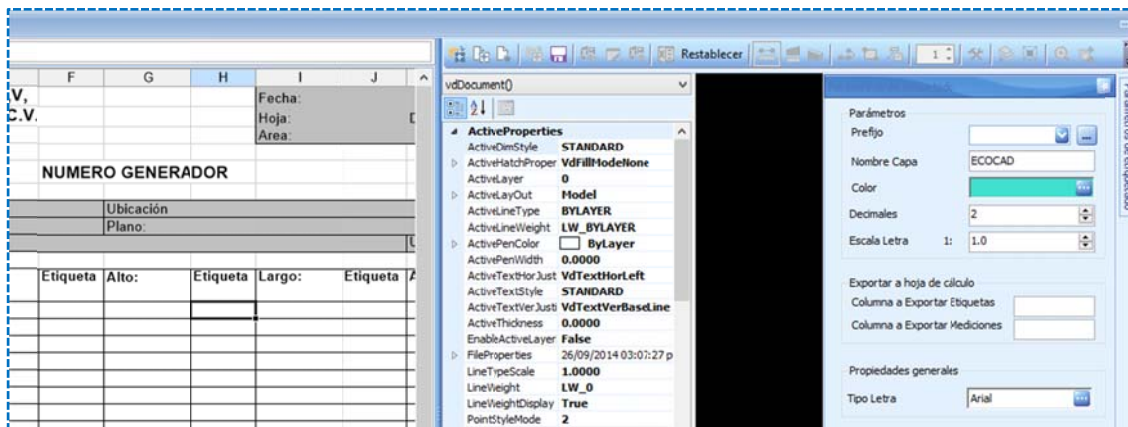 Restablecer
1
F G H I J
V,
C.V.
Fecha:
Hoja:
Area:
NUMERO GENERADOR
Ubicación
Plano:
Etiqueta Alto: Etiqueta Largo: Etiqueta A
vdDocument()
ActiveProperties
ActiveDimStyle STANDARD
ActiveHatchProper VdFillModeNone
ActiveLayer 0
ActiveLayOut Model
ActiveLineType BYLAYER
ActiveLineWeight LW_BYLAYER
ActivePenColor ByLayer
ActivePenWidth 0.0000
ActiveTextHorJust VdTextHorLeft
ActiveTextStyle STANDARD
ActiveTextVerJusti VdTextVerBaseLine
ActiveThickness 0.0000
EnableActiveLayer False
FileProperties 26/09/2014 03:07:27 p
LineTypeScale 1.0000
LineWeight LW_0
LineWeightDisplay True
PointStyleMode 2
Parámetros
Prefijo
Nombre Capa ECOCAD
Color
Decimales 2
Escala Letra 1: 1.0
Exportar a hoja de cálculo
Columna a Exportar Etiquetas
Columna a Exportar Mediciones
Propiedades generales
Tipo Letra Arial
Parámetros de Etiquetado